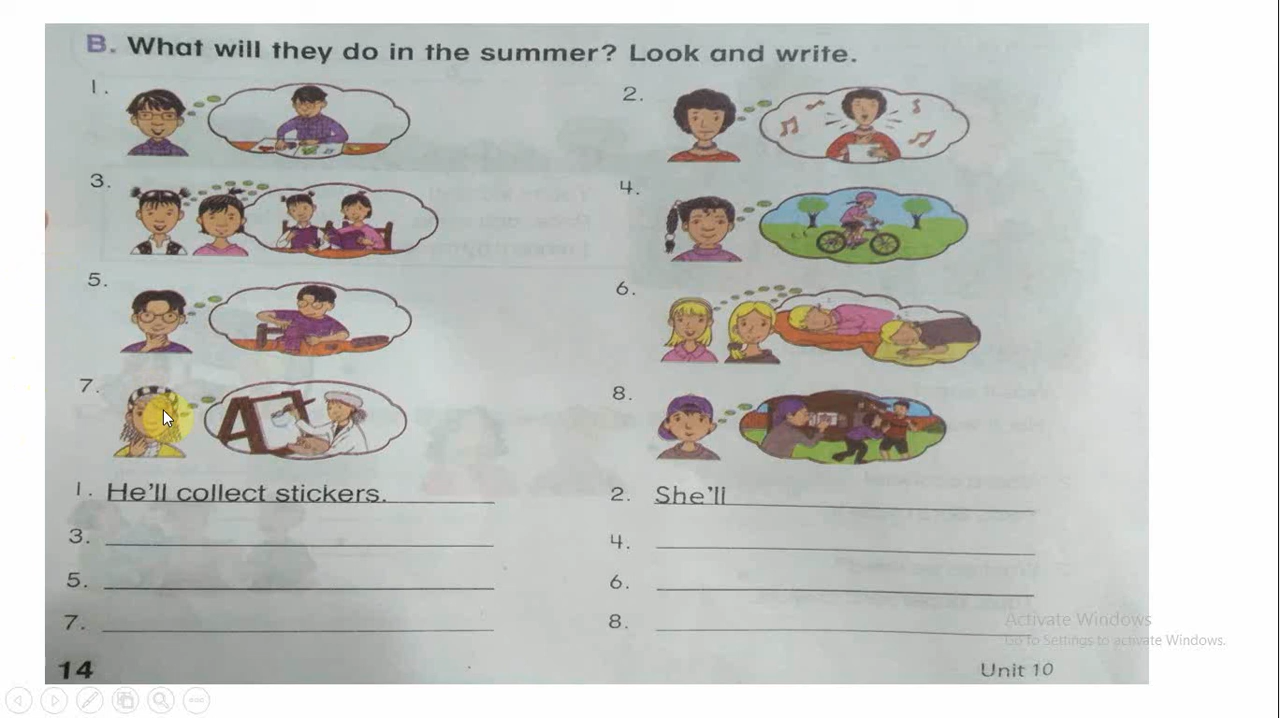 B. What will they do in the summer? Look and write.
1.
2.
3.
4.
5.
6.
7.
8.
1. He'll collect stickers.
2. She'll
3.
4.
5.
6.
7.
8.
Activate Windows
Go to Settings to activate Windows.
14
Unit 10